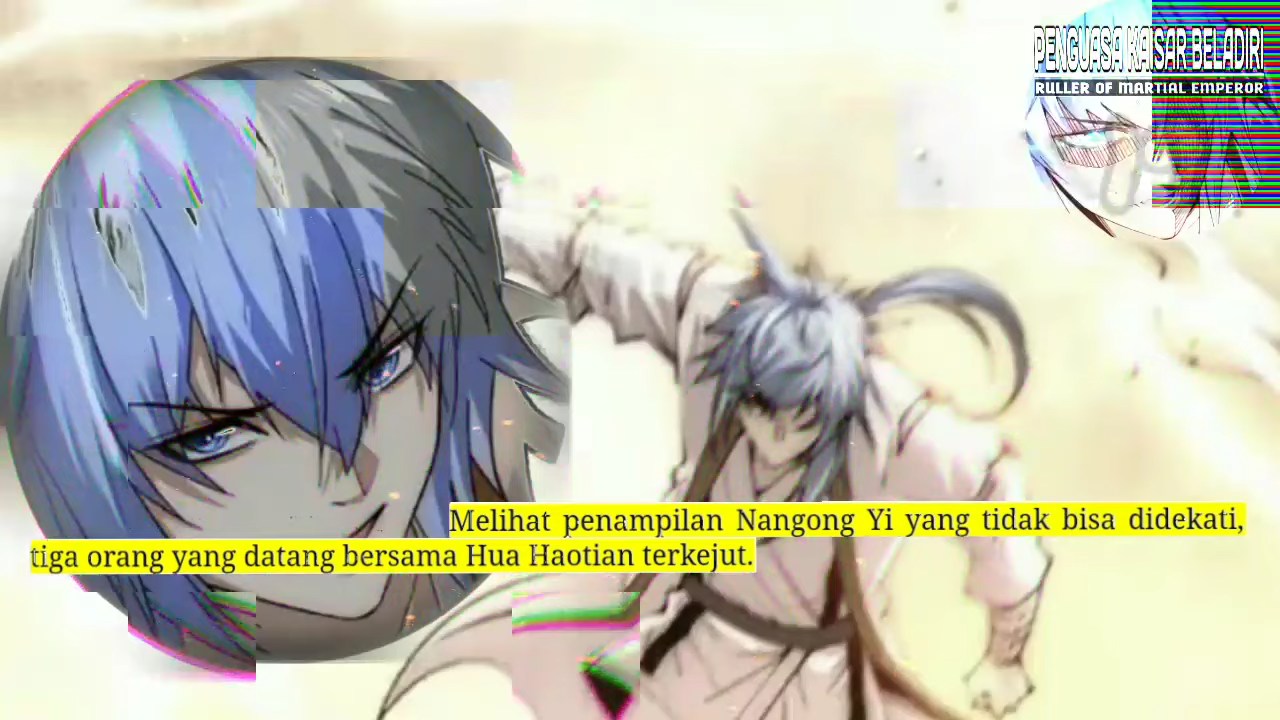 PENGUASA KAISAR BELADIRI
RULLER OF MARTIAL EMPEROR
Melihat penampilan Nangong Yi yang tidak bisa didekati,
tiga orang yang datang bersama Hua Haotian terkejut.